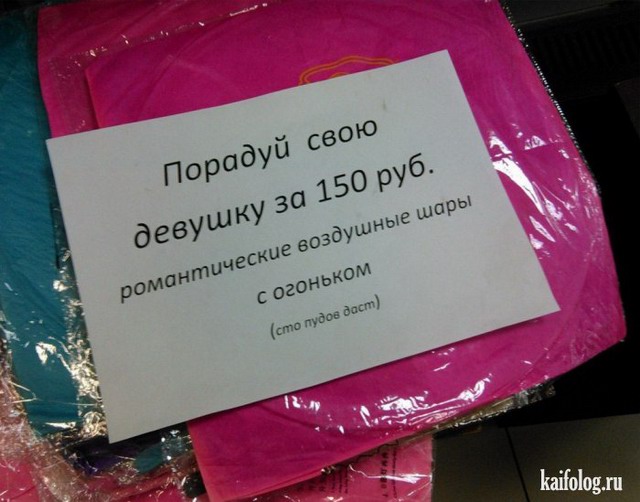 Порадуй свою
девушку за 150 руб.
романтические воздушные шары
с огоньком
(сто пудов даст)
kaifolog.ru